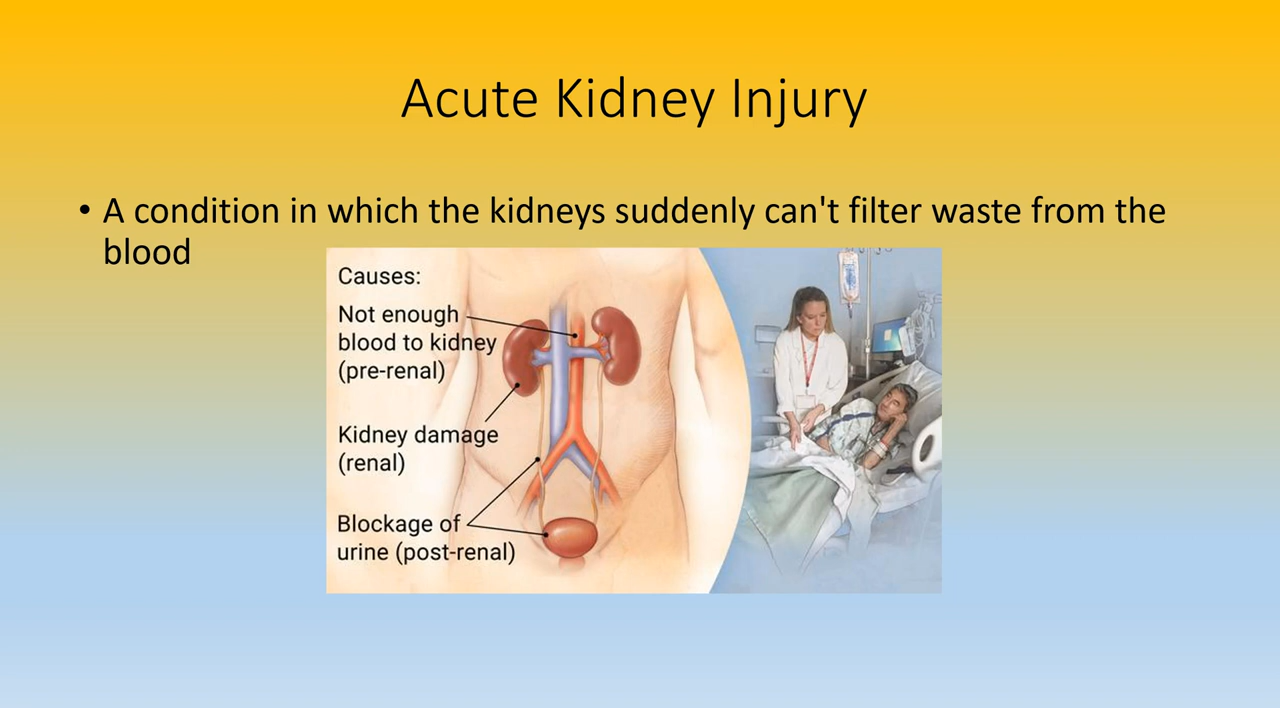 Acute Kidney Injury
• A condition in which the kidneys suddenly can't filter waste from the
blood
Causes:
Not enough
blood to kidney
(pre-renal)
Kidney damage
(renal)
Blockage of
urine (post-renal)